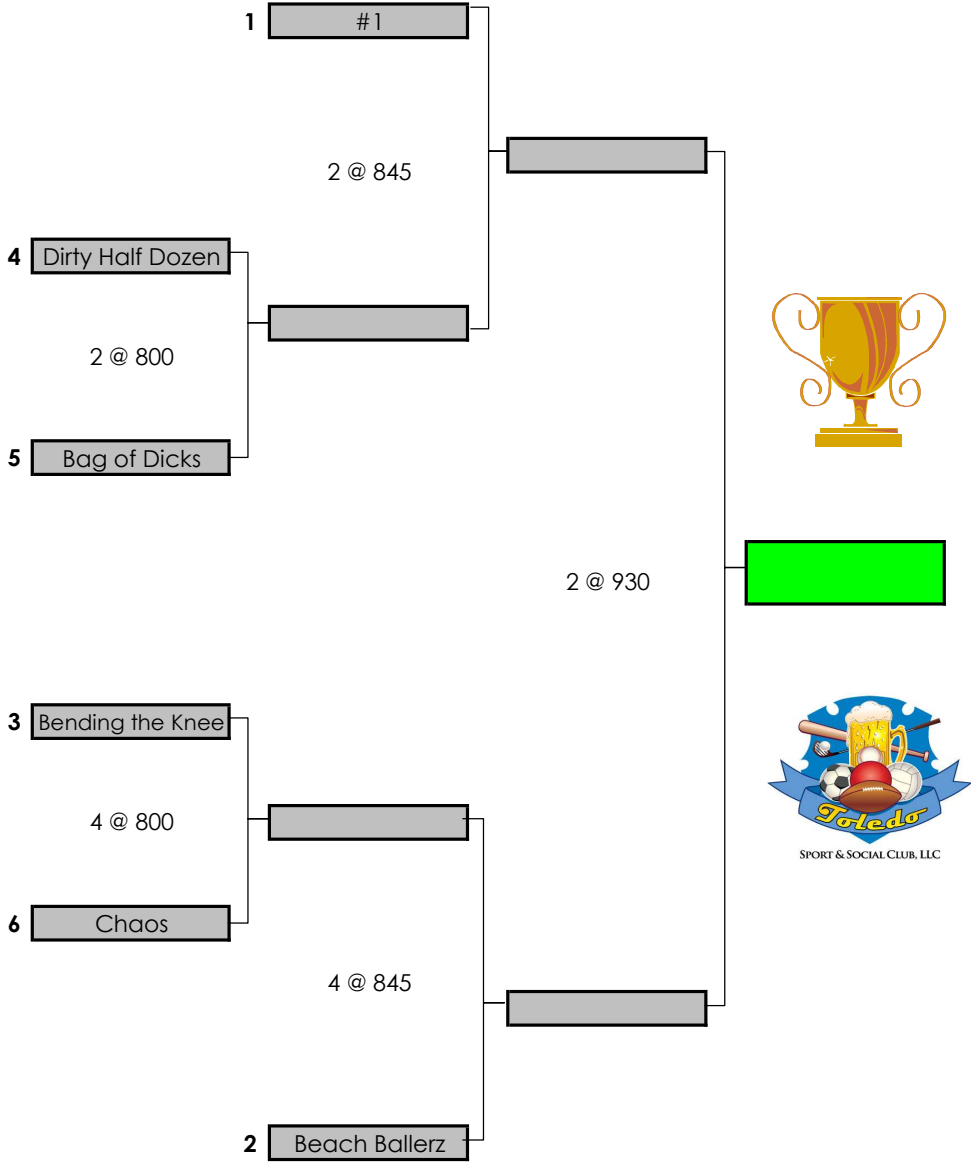 1 #1
2 @ 845
4 Dirty Half Dozen
2 @ 800
5 Bag of Dicks
2 @ 930
3 Bending the Knee
4 @ 800
Toledo
SPORT & SOCIAL CLUB, LLC
6 Chaos
4 @ 845
2 Beach Ballerz